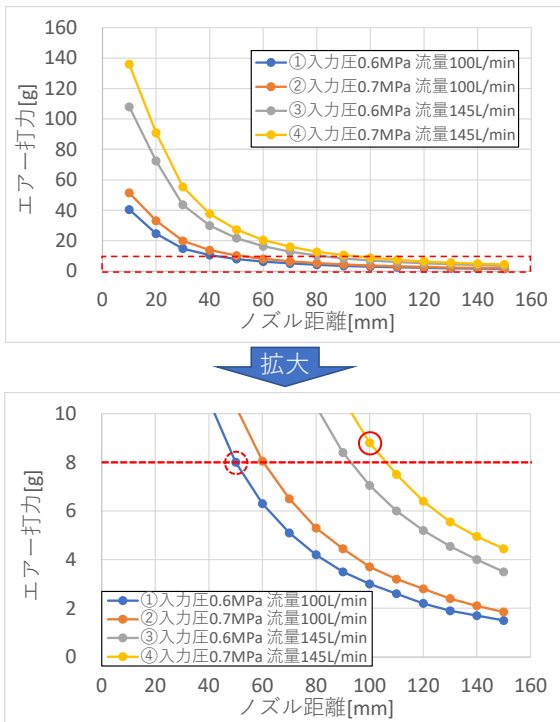 160
140
120
100
80
60
40
20
0
エアー打力[g]
①入力圧0.6MPa 流量100L/min
②入力圧0.7MPa 流量100L/min
③入力圧0.6MPa 流量145L/min
④入力圧0.7MPa 流量145L/min
0 20 40 60 80 100 120 140 160
ノズル距離[mm]
拡大
10
8
6
4
2
0
エアー打力[g]
①入力圧0.6MPa 流量100L/min
②入力圧0.7MPa 流量100L/min
③入力圧0.6MPa 流量145L/min
④入力圧0.7MPa 流量145L/min
0 20 40 60 80 100 120 140 160
ノズル距離[mm]